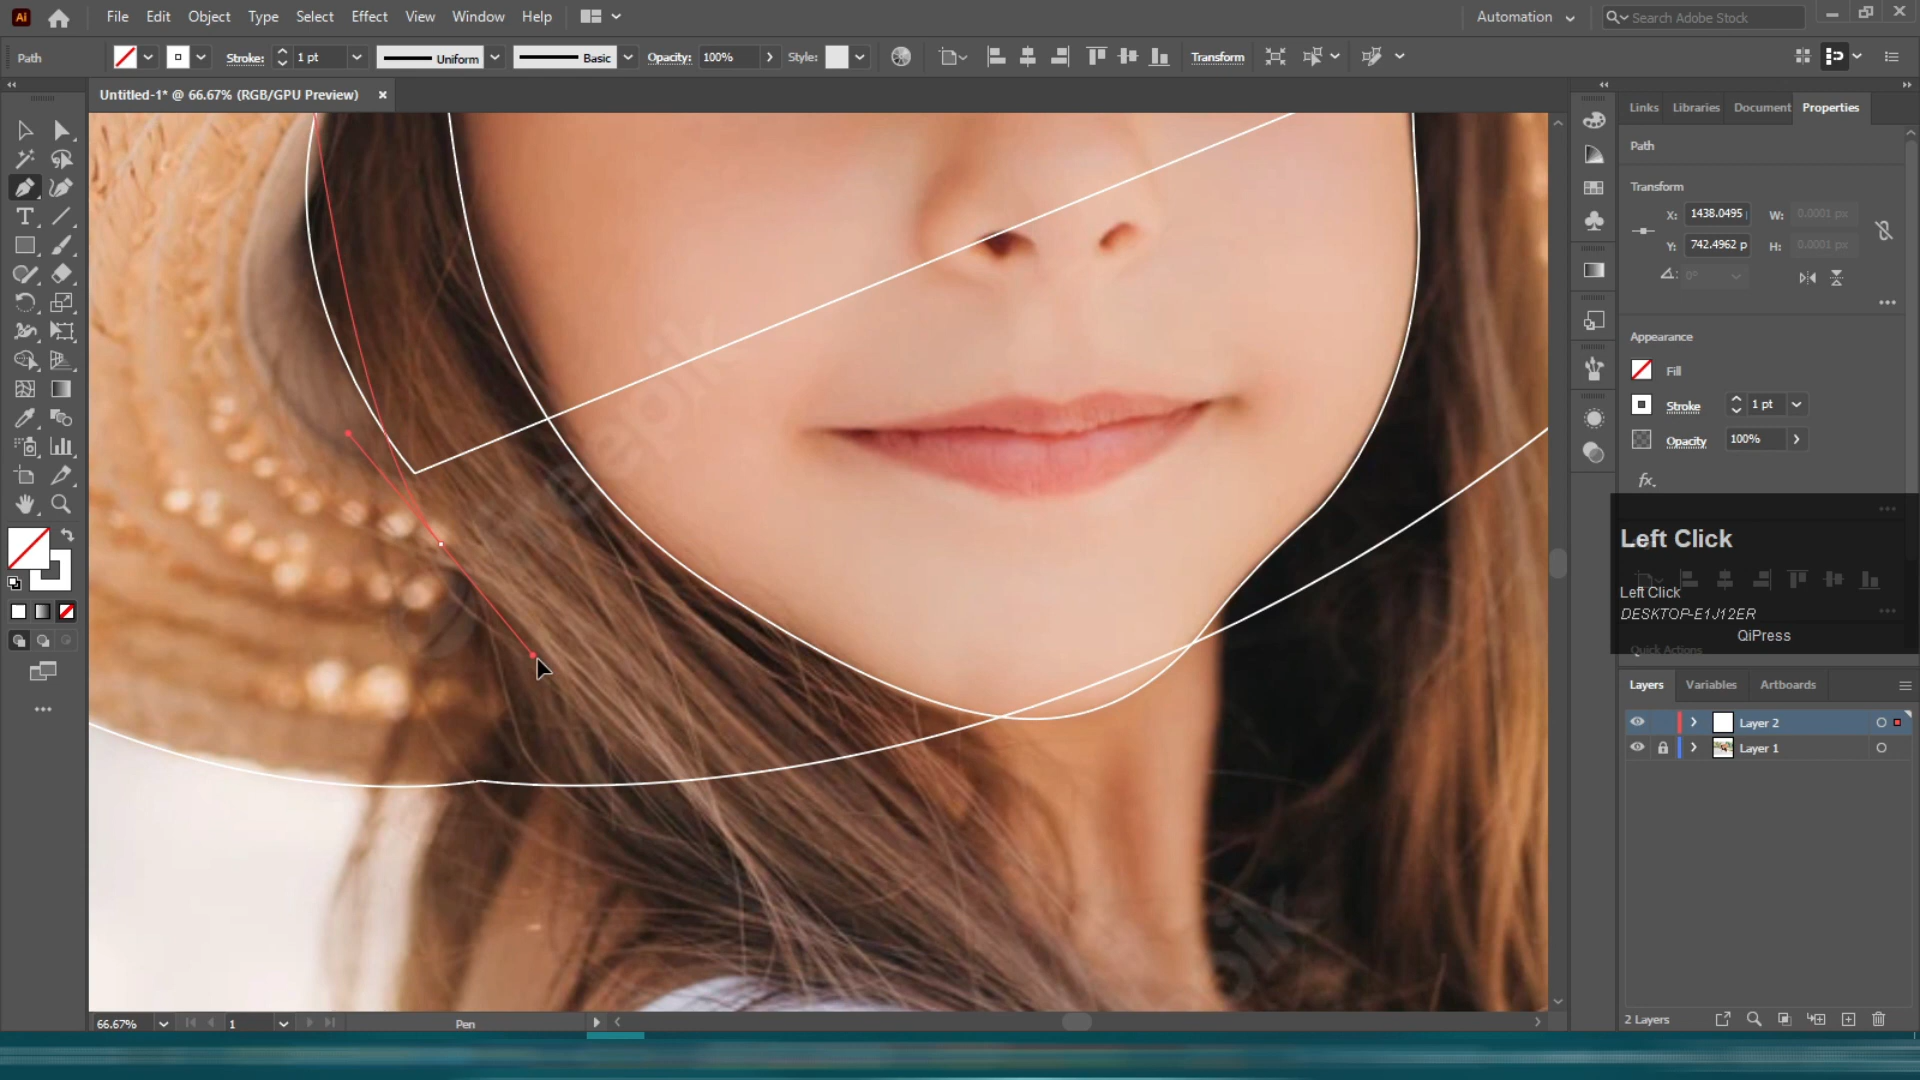 Ai File Edit Object Type Select Effect View Window Help Automation Search Adobe Stock
Path Stroke: 1 pt Uniform Basic Opacity: 100% Style: Transform
Untitled-1* @ 66.67% (RGB/GPU Preview)
Links Libraries Document Properties
Path
Transform
X: 1438.0495 W: 0.0001 px
Y: 742.4962 p H: 0.0001 px
0°
Appearance
Fill
Stroke 1 pt
Opacity 100%
fx.
Left Click
Left Click
DESKTOP-E1J12ER
QiPress
Quick Actions
Layers Variables Artboards
Layer 2
Layer 1
66.67% 1 Pen
2 Layers